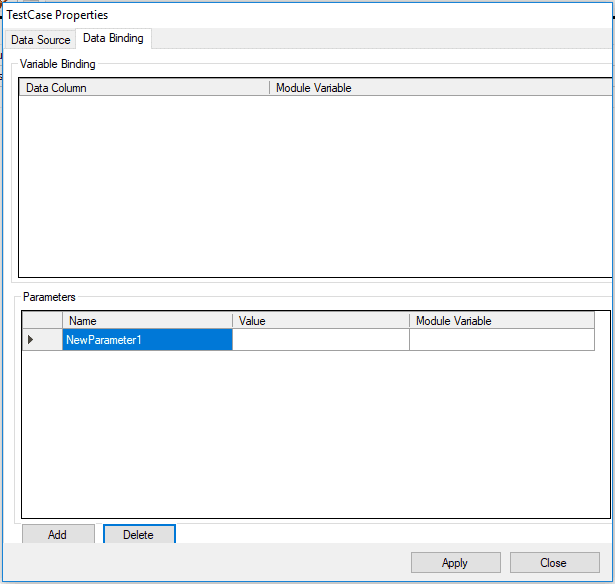 TestCase Properties
Data Source Data Binding
Variable Binding
Data Column Module Variable
Parameters
Name Value Module Variable
NewParameter1
Add Delete
Apply Close